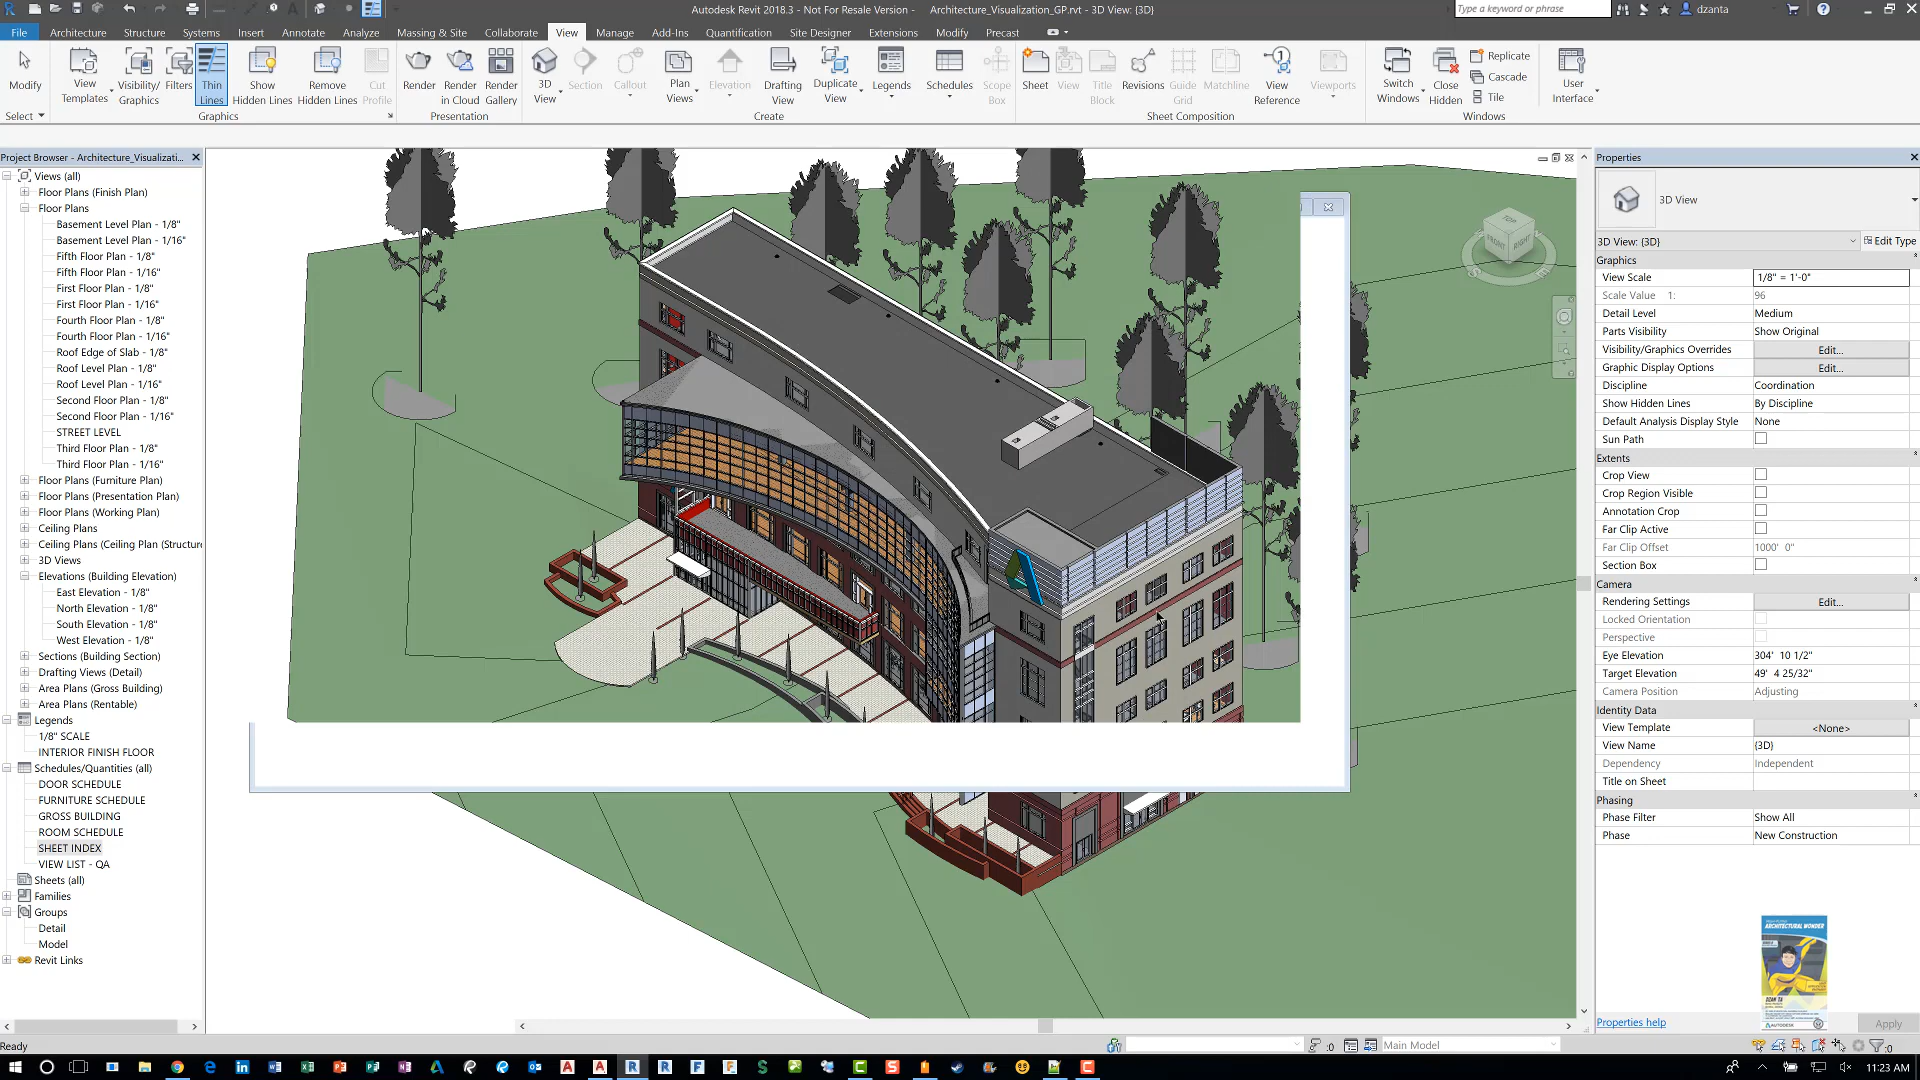 Autodesk Revit 2018.3 - Not For Resale Version - Architecture_Visualization_GP.rvt - 3D View: {3D}
Type a keyword or phrase
dzanta
File Architecture Structure Systems Insert Annotate Analyze Massing & Site Collaborate View Manage Add-Ins Quantification Site Designer Extensions Modify Precast
Modify
View Templates
Visibility/ Graphics
Filters
Thin Lines
Show Hidden Lines
Remove Hidden Lines
Cut Profile
Render
Render in Cloud
Render Gallery
3D View
Section
Callout
Plan Views
Elevation
Drafting View
Duplicate View
Legends
Schedules
Scope Box
Sheet
View
Title Block
Revisions
Guide Grid
Matchline
View Reference
Viewports
Switch Windows
Close Hidden
Replicate
Cascade
Tile
User Interface
Select Graphics Presentation Create Sheet Composition Windows
Project Browser - Architecture_Visualizati...
Views (all)
Floor Plans (Finish Plan)
Floor Plans
Basement Level Plan - 1/8"
Basement Level Plan - 1/16"
Fifth Floor Plan - 1/8"
Fifth Floor Plan - 1/16"
First Floor Plan - 1/8"
First Floor Plan - 1/16"
Fourth Floor Plan - 1/8"
Fourth Floor Plan - 1/16"
Roof Edge of Slab - 1/8"
Roof Level Plan - 1/8"
Roof Level Plan - 1/16"
Second Floor Plan - 1/8"
Second Floor Plan - 1/16"
STREET LEVEL
Third Floor Plan - 1/8"
Third Floor Plan - 1/16"
Floor Plans (Furniture Plan)
Floor Plans (Presentation Plan)
Floor Plans (Working Plan)
Ceiling Plans
Ceiling Plans (Ceiling Plan (Structure
3D Views
Elevations (Building Elevation)
East Elevation - 1/8"
North Elevation - 1/8"
South Elevation - 1/8"
West Elevation - 1/8"
Sections (Building Section)
Drafting Views (Detail)
Area Plans (Gross Building)
Area Plans (Rentable)
Legends
1/8" SCALE
INTERIOR FINISH FLOOR
Schedules/Quantities (all)
DOOR SCHEDULE
FURNITURE SCHEDULE
GROSS BUILDING
ROOM SCHEDULE
SHEET INDEX
VIEW LIST - QA
Sheets (all)
Families
Groups
Detail
Model
Revit Links
TOP
FRONT
RIGHT
S
E
Properties
3D View
3D View: {3D} Edit Type
Graphics
View Scale 1/8" = 1'-0"
Scale Value 1: 96
Detail Level Medium
Parts Visibility Show Original
Visibility/Graphics Overrides Edit...
Graphic Display Options Edit...
Discipline Coordination
Show Hidden Lines By Discipline
Default Analysis Display Style None
Sun Path
Extents
Crop View
Crop Region Visible
Annotation Crop
Far Clip Active
Far Clip Offset 1000' 0"
Section Box
Camera
Rendering Settings Edit...
Locked Orientation
Perspective
Eye Elevation 304' 10 1/2"
Target Elevation 49' 4 25/32"
Camera Position Adjusting
Identity Data
View Template <None>
View Name {3D}
Dependency Independent
Title on Sheet
Phasing
Phase Filter Show All
Phase New Construction
ARCHITECTURAL WONDER
AUTODESK
Properties help Apply
Ready
:0
Main Model
:0
11:23 AM